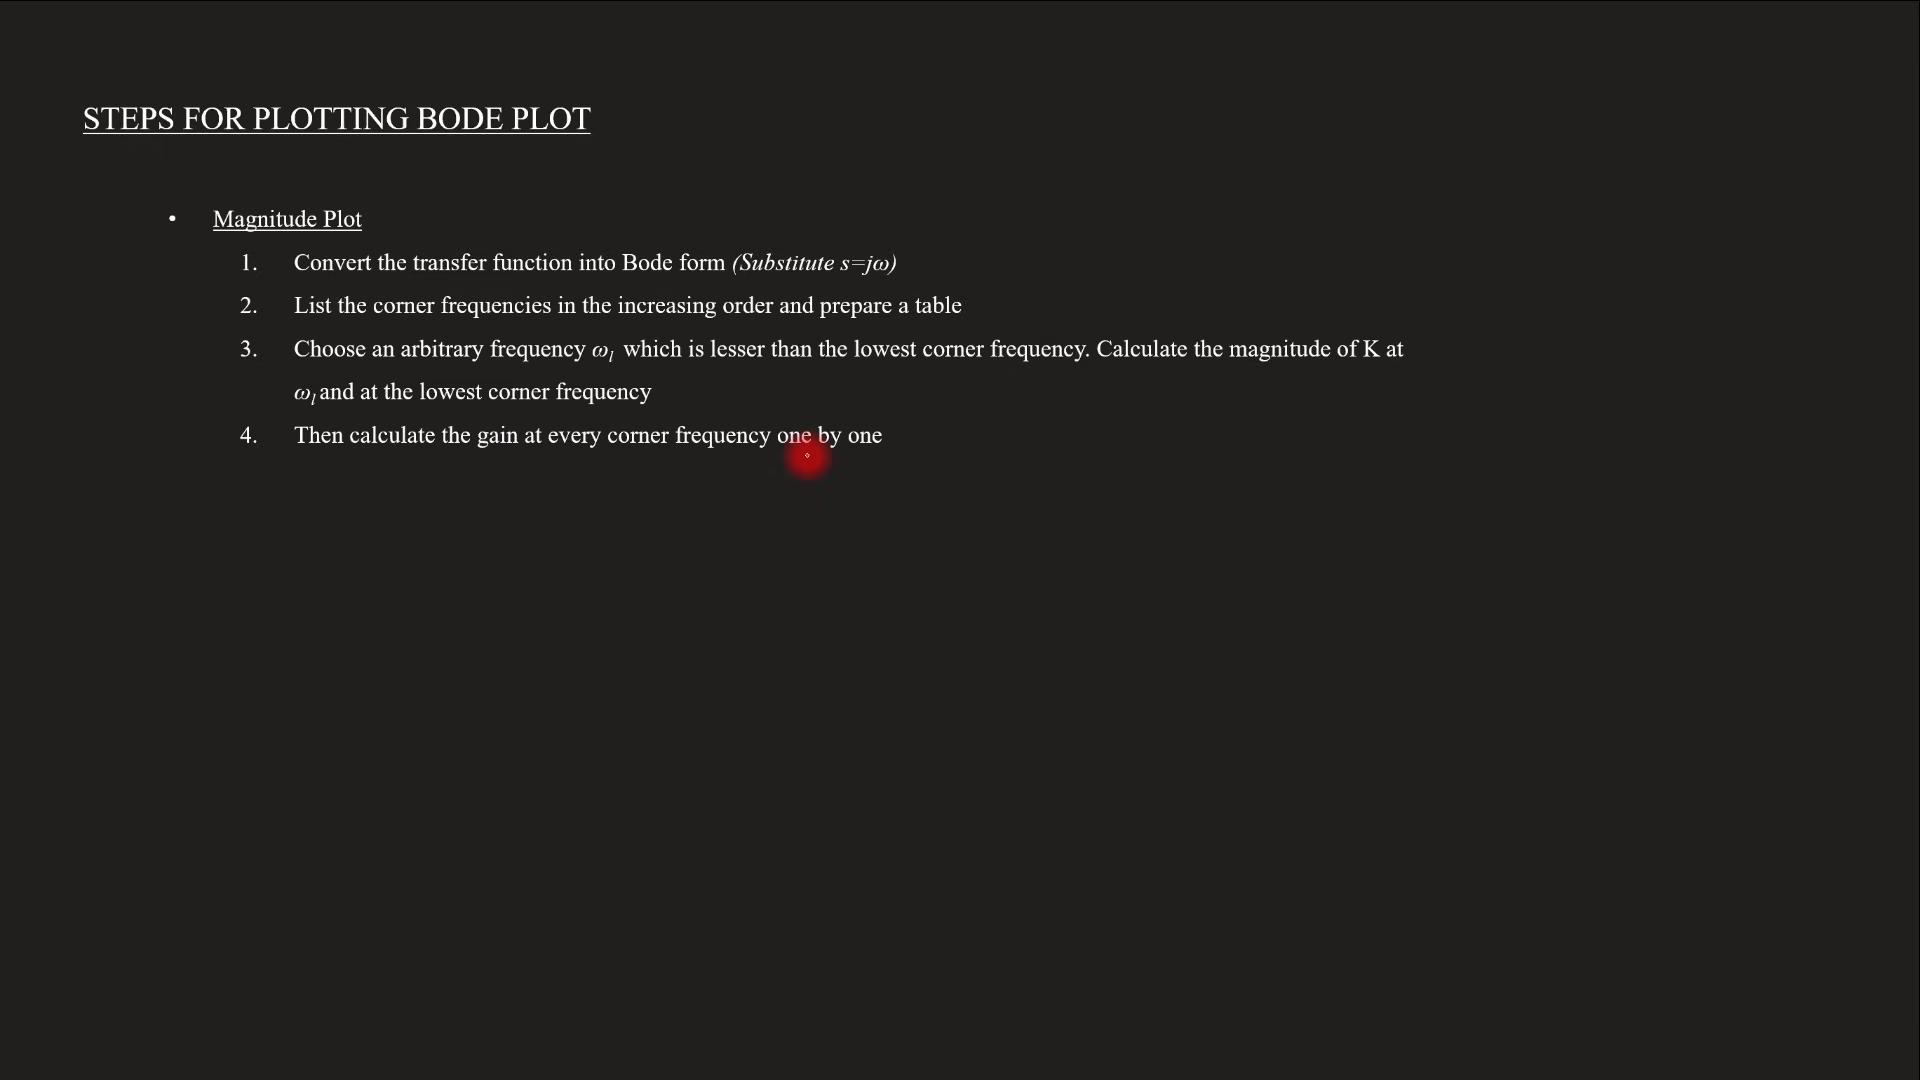 STEPS FOR PLOTTING BODE PLOT
• Magnitude Plot
1. Convert the transfer function into Bode form (Substitute s=jω)
2. List the corner frequencies in the increasing order and prepare a table
3. Choose an arbitrary frequency ωl which is lesser than the lowest corner frequency. Calculate the magnitude of K at
ωl and at the lowest corner frequency
4. Then calculate the gain at every corner frequency one by one